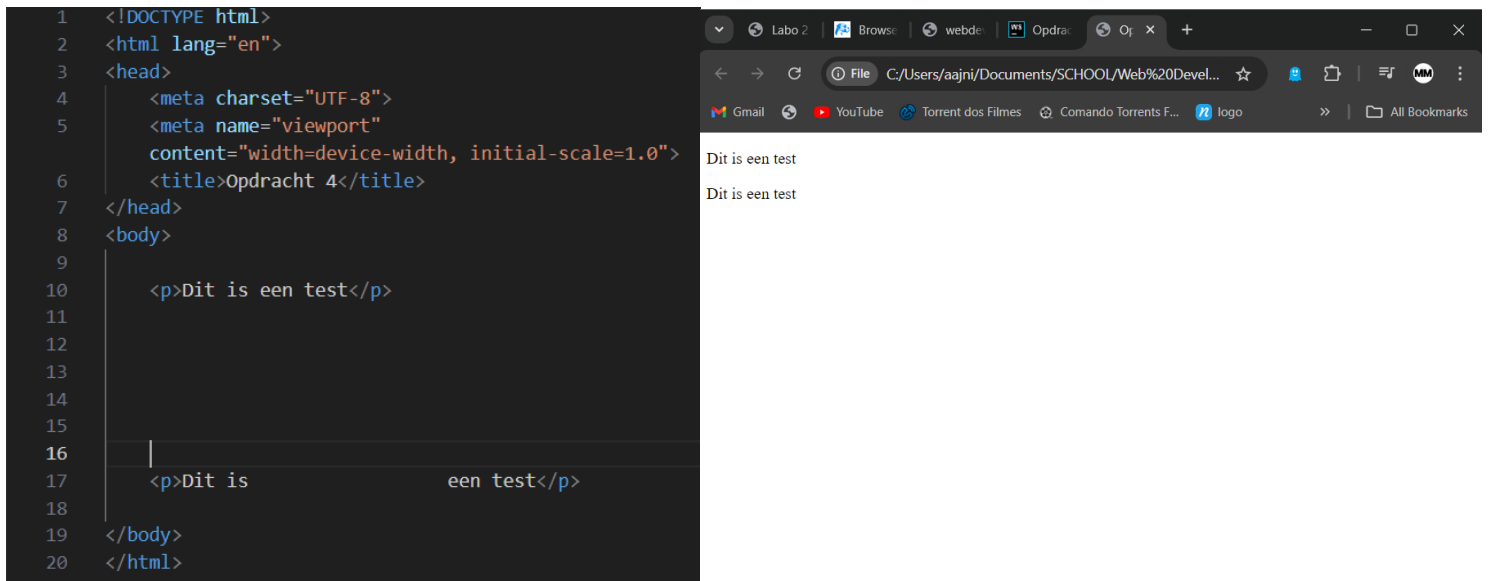 1 <!DOCTYPE html>
2 <html lang="en">
3 <head>
4     <meta charset="UTF-8">
5     <meta name="viewport"
    content="width=device-width, initial-scale=1.0">
6     <title>Opdracht 4</title>
7 </head>
8 <body>
9
10     <p>Dit is een test</p>
11
12
13
14
15
16
17     <p>Dit is                  een test</p>
18
19 </body>
20 </html>
Labo 2 Browse webde Opdrac Op
File C:/Users/aajni/Documents/SCHOOL/Web%20Devel... MM
Gmail YouTube Torrent dos Filmes Comando Torrents F... n logo » All Bookmarks
Dit is een test
Dit is een test